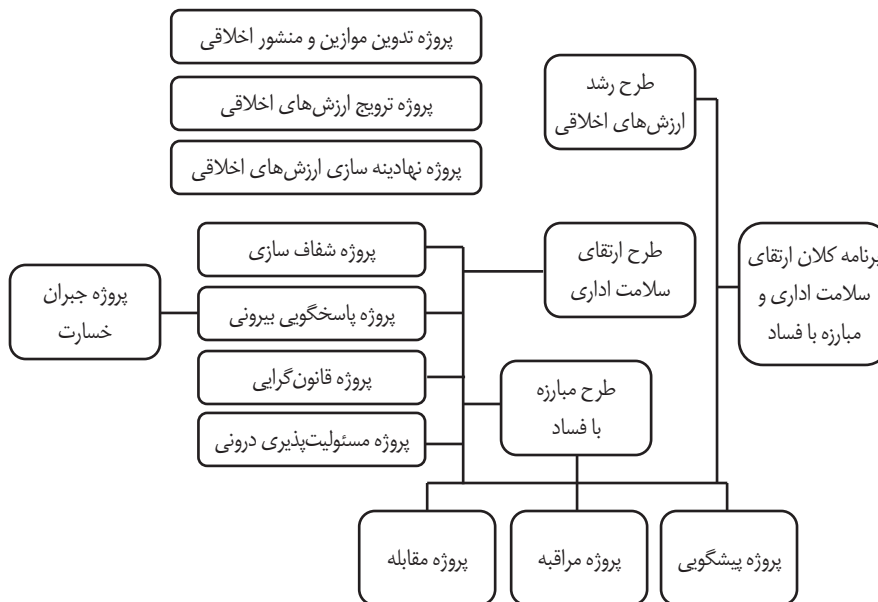 پروژه تدوین موازین و منشور اخلاقی
طرح رشد
ارزش‌های اخلاقی
پروژه ترویج ارزش‌های اخلاقی
پروژه نهادینه سازی ارزش‌های اخلاقی
برنامه کلان ارتقای
سلامت اداری و
مبارزه با فساد
طرح ارتقای
سلامت اداری
پروژه شفاف سازی
پروژه پاسخگویی بیرونی
پروژه قانون‌گرایی
پروژه مسئولیت‌پذیری درونی
پروژه جبران
خسارت
طرح مبارزه
با فساد
پروژه پیشگویی
پروژه مراقبه
پروژه مقابله